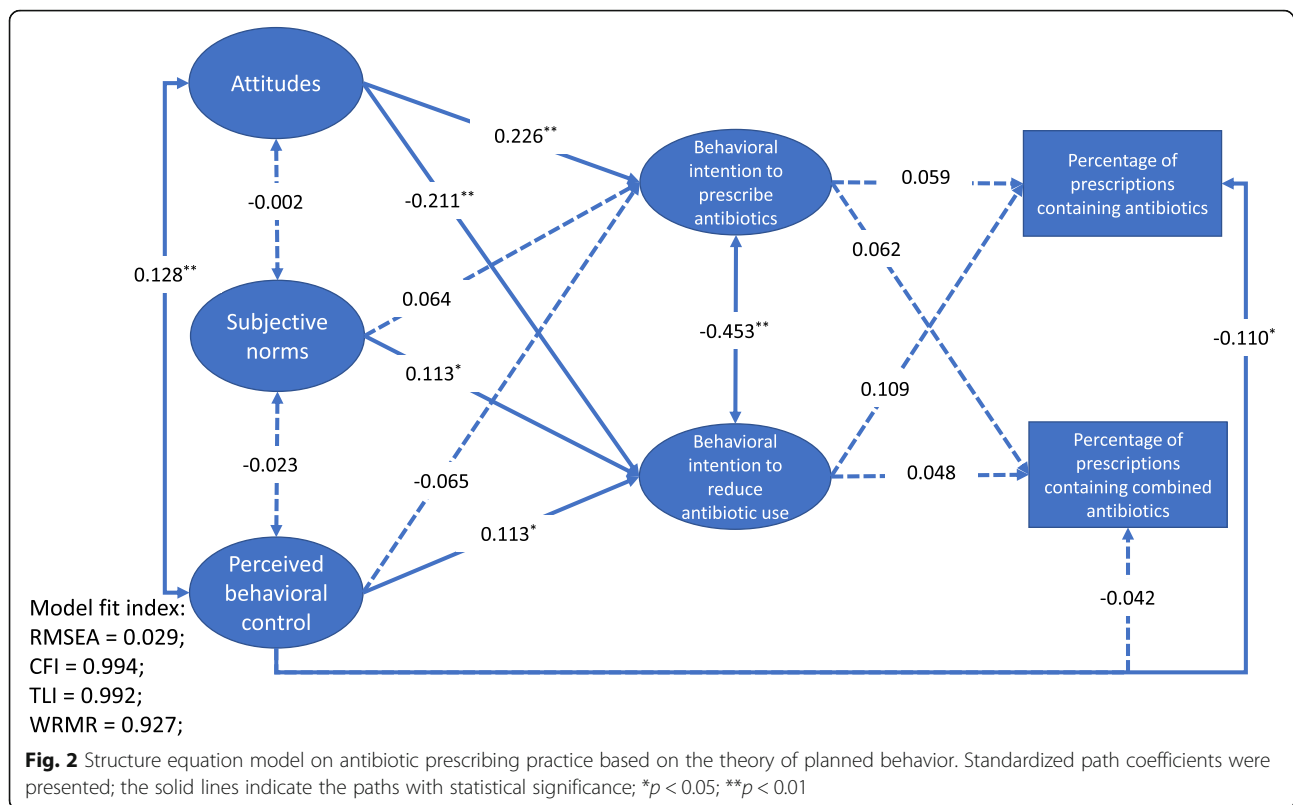 Attitudes
0.226**
Behavioral
intention to
prescribe
antibiotics
Percentage of
prescriptions
containing antibiotics
0.059
-0.211**
-0.002
0.062
0.128**
Subjective
norms
0.064
-0.453**
-0.110*
0.113*
0.109
-0.023
-0.065
Behavioral
intention to
reduce
antibiotic use
0.048
Percentage of
prescriptions
containing combined
antibiotics
0.113*
Perceived
behavioral
control
-0.042
Model fit index:
RMSEA = 0.029;
CFI = 0.994;
TLI = 0.992;
WRMR = 0.927;
Fig. 2 Structure equation model on antibiotic prescribing practice based on the theory of planned behavior. Standardized path coefficients were
presented; the solid lines indicate the paths with statistical significance; *p < 0.05; **p < 0.01